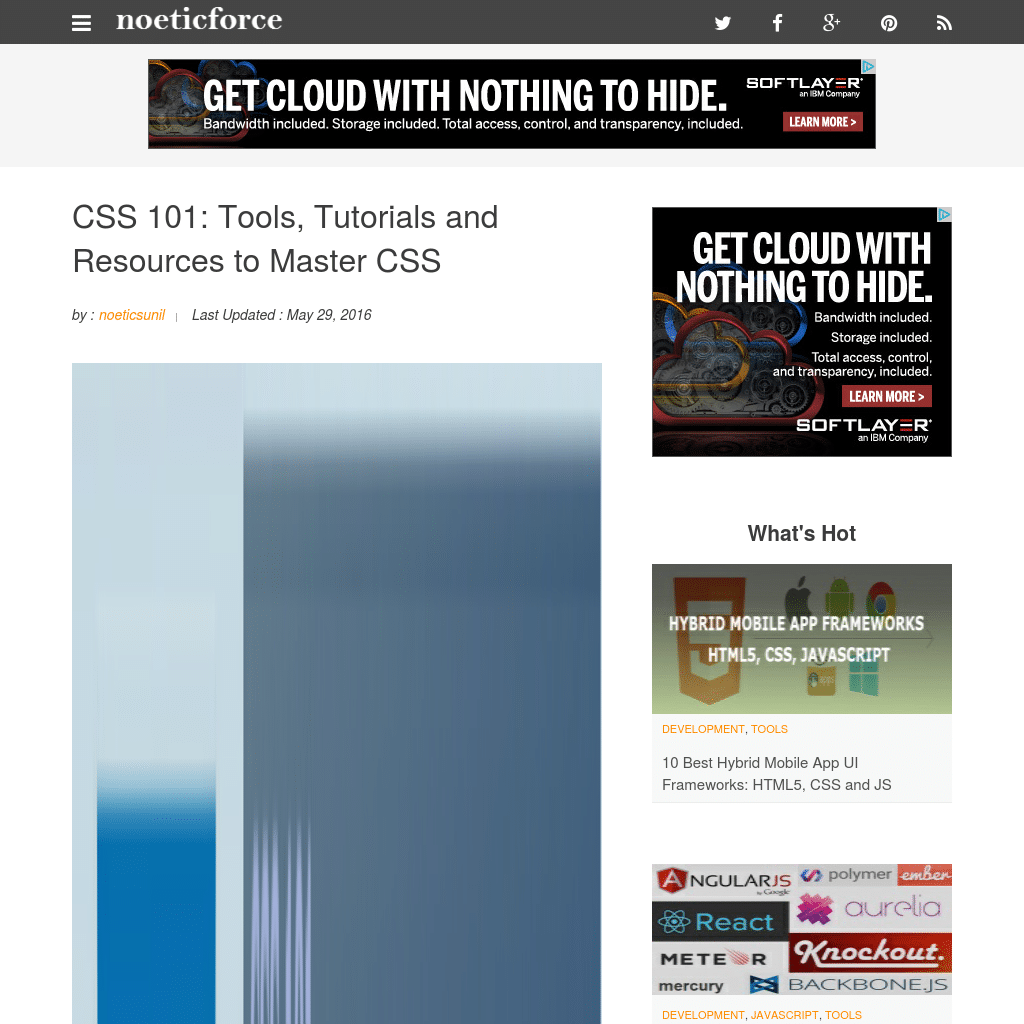 noeticforce
GET CLOUD WITH NOTHING TO HIDE.
Bandwidth included. Storage included. Total access, control, and transparency, included.
SOFTLAYER
an IBM Company
LEARN MORE >
CSS 101: Tools, Tutorials and
Resources to Master CSS
by : noeticsunil | Last Updated : May 29, 2016
GET CLOUD WITH
NOTHING TO HIDE.
Bandwidth included.
Storage included.
Total access, control,
and transparency, included.
LEARN MORE >
SOFTLAYER
an IBM Company
What's Hot
HYBRID MOBILE APP FRAMEWORKS
HTML5, CSS, JAVASCRIPT
DEVELOPMENT, TOOLS
10 Best Hybrid Mobile App UI
Frameworks: HTML5, CSS and JS
ANGULARJS
by Google
polymer
ember
React
aurelia
METEOR
Knockout.
mercury
BACKBONE.JS
DEVELOPMENT, JAVASCRIPT, TOOLS